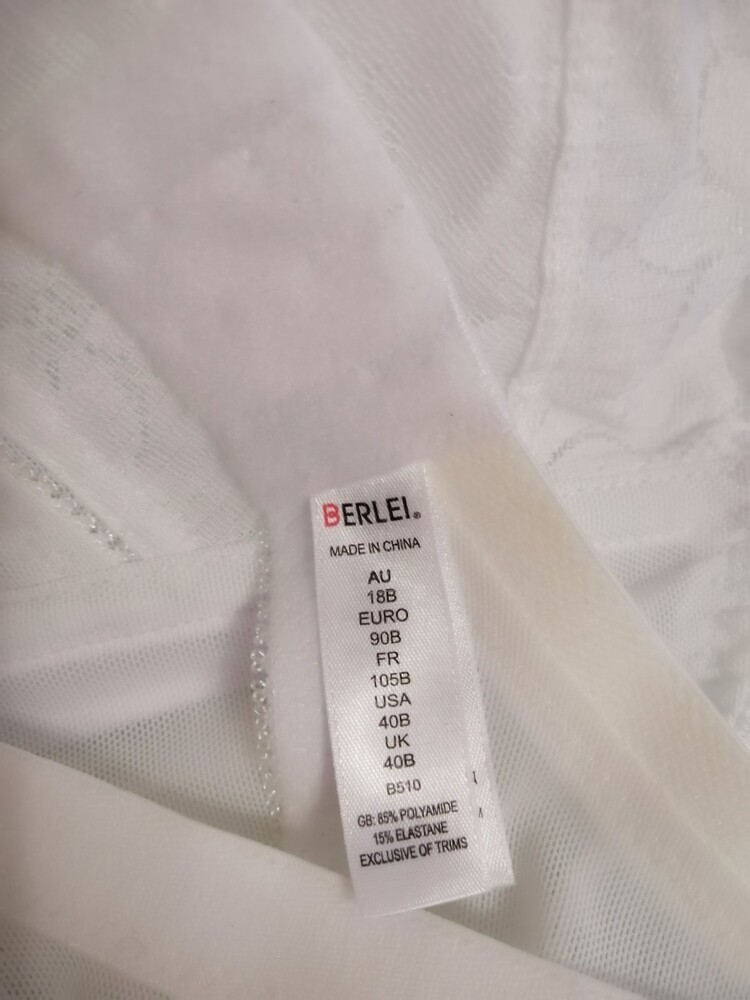 BERLEI®
MADE IN CHINA
AU
18B
EURO
90B
FR
105B
USA
40B
UK
40B
B510
GB: 85% POLYAMIDE
15% ELASTANE
EXCLUSIVE OF TRIMS